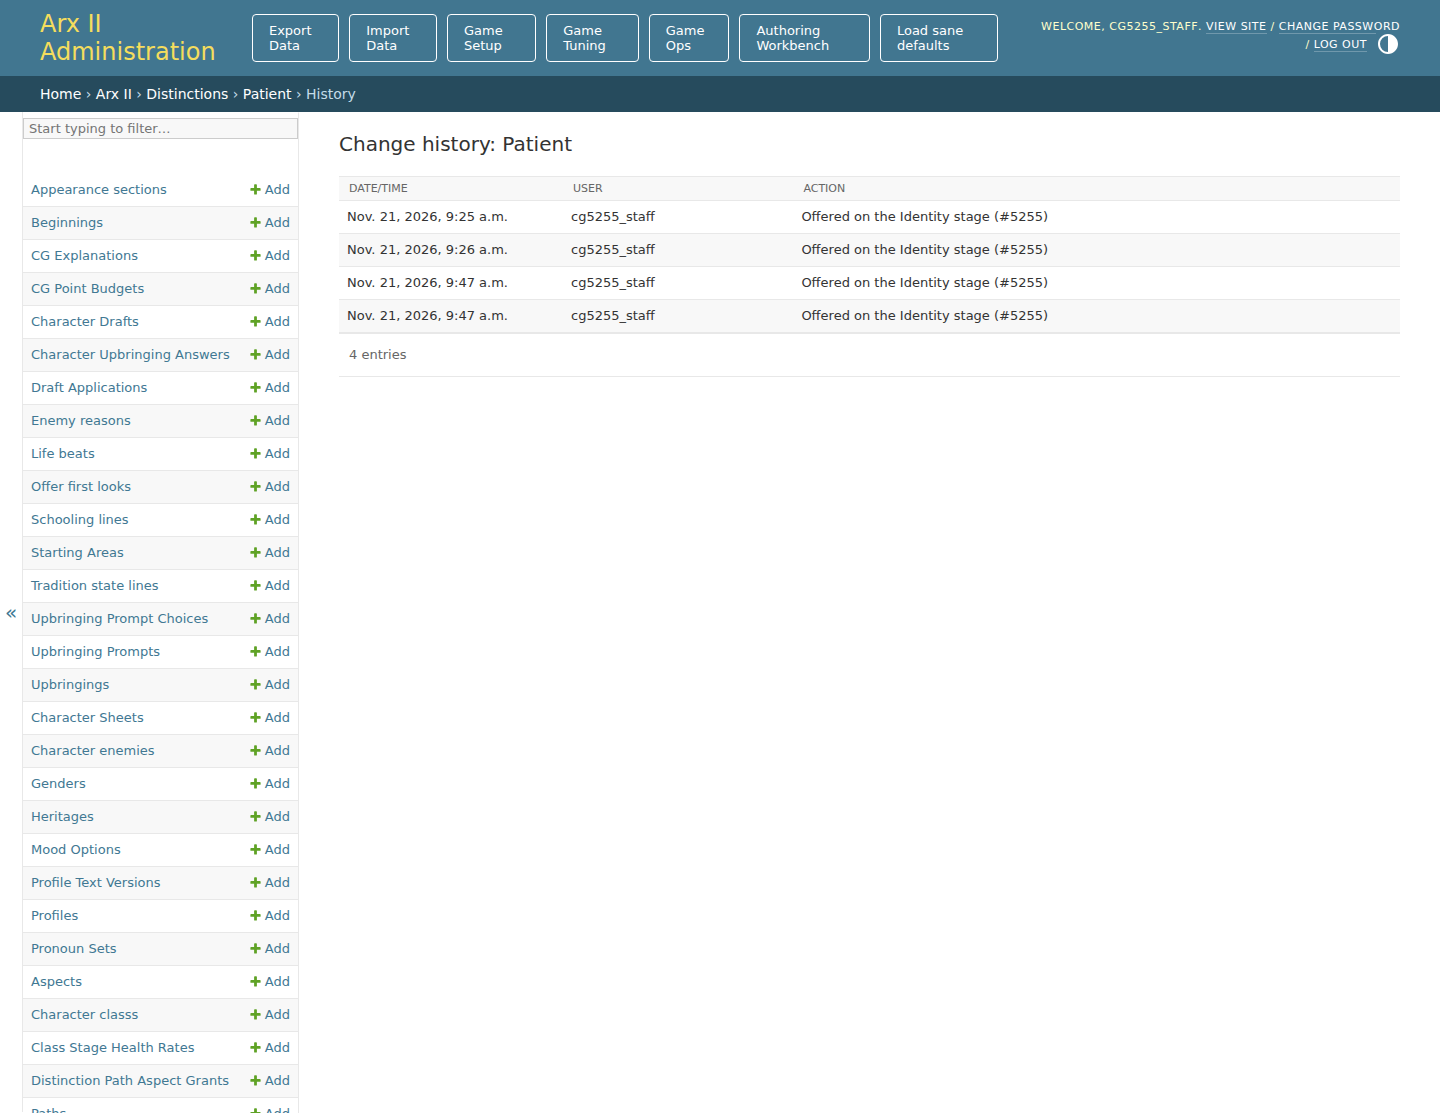 Arx II
Administration
Export
Data
Import
Data
Game
Setup
Game
Tuning
Game
Ops
Authoring
Workbench
Load sane
defaults
WELCOME, CG5255_STAFF. VIEW SITE / CHANGE PASSWORD
/ LOG OUT
Home › Arx II › Distinctions › Patient › History
Start typing to filter...
Appearance sections Add
Beginnings Add
CG Explanations Add
CG Point Budgets Add
Character Drafts Add
Character Upbringing Answers Add
Draft Applications Add
Enemy reasons Add
Life beats Add
Offer first looks Add
Schooling lines Add
Starting Areas Add
Tradition state lines Add
«
Upbringing Prompt Choices Add
Upbringing Prompts Add
Upbringings Add
Character Sheets Add
Character enemies Add
Genders Add
Heritages Add
Mood Options Add
Profile Text Versions Add
Profiles Add
Pronoun Sets Add
Aspects Add
Character classs Add
Class Stage Health Rates Add
Distinction Path Aspect Grants Add
Paths Add
Change history: Patient
DATE/TIME USER ACTION
Nov. 21, 2026, 9:25 a.m. cg5255_staff Offered on the Identity stage (#5255)
Nov. 21, 2026, 9:26 a.m. cg5255_staff Offered on the Identity stage (#5255)
Nov. 21, 2026, 9:47 a.m. cg5255_staff Offered on the Identity stage (#5255)
Nov. 21, 2026, 9:47 a.m. cg5255_staff Offered on the Identity stage (#5255)
4 entries